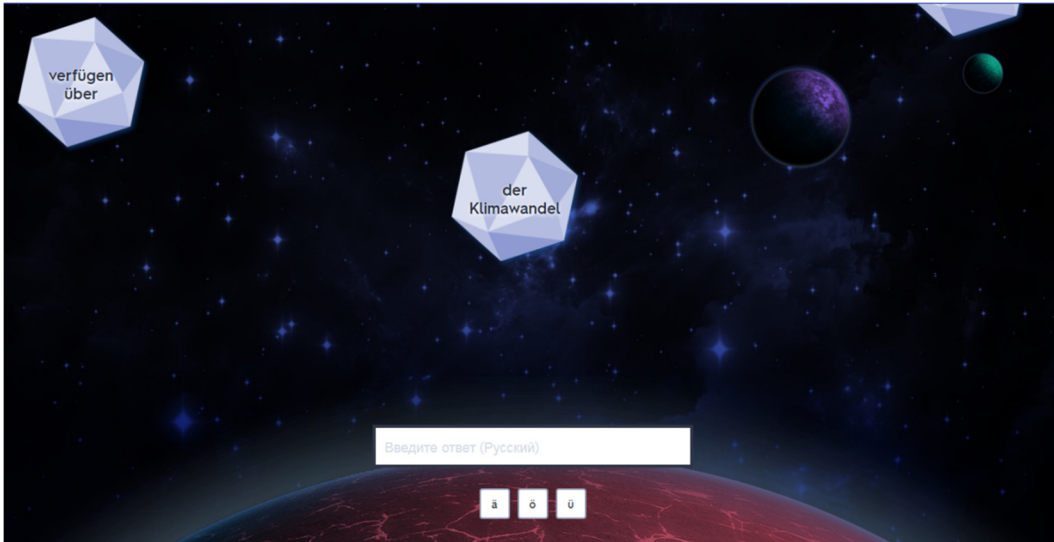 verfügen
über
der
Klimawandel
Введите ответ (Русский)
ä ö ü